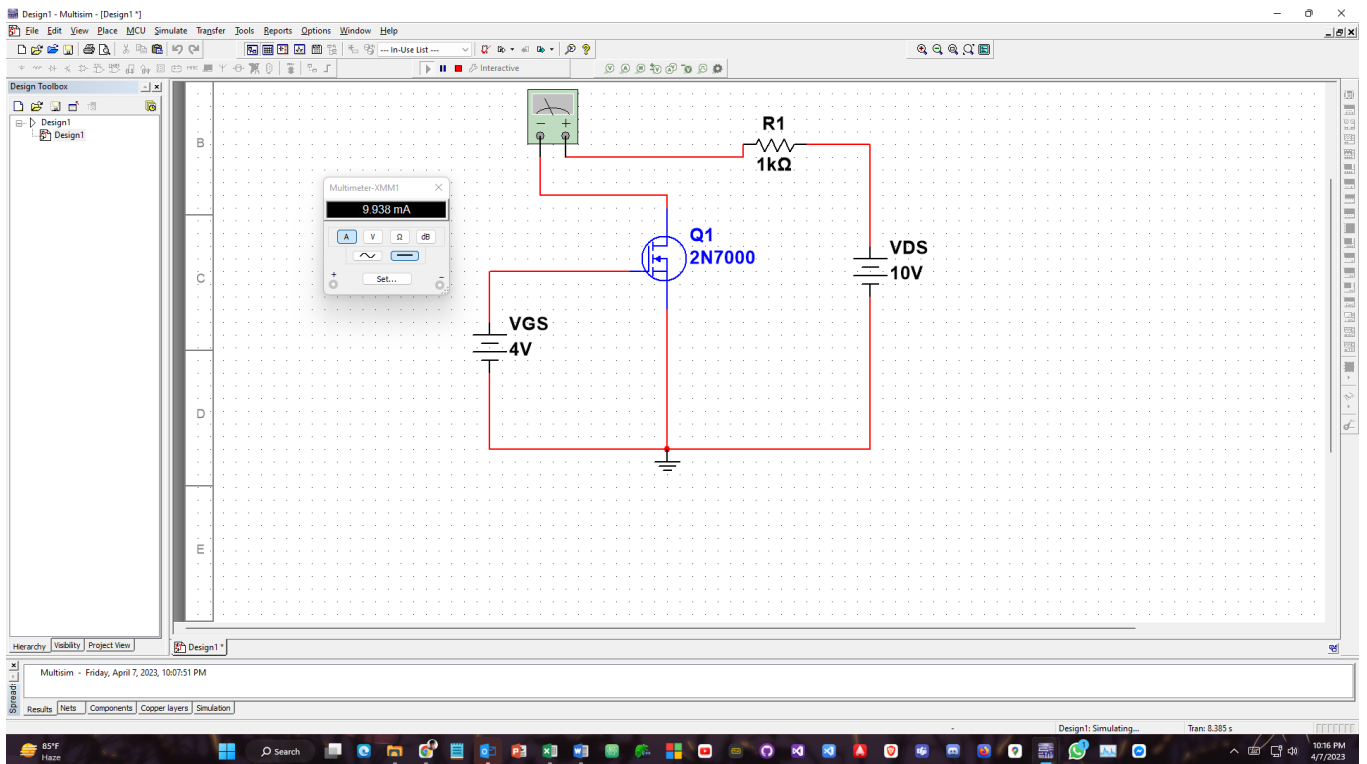 Design1 - Multisim - [Design1 *]
File Edit View Place MCU Simulate Transfer Tools Reports Options Window Help
--- In-Use List ---
Interactive
Design Toolbox
Design1
Design1
B
C
D
E
R1
1kΩ
Multimeter-XMM1
9.938 mA
A V Ω dB
+ Set... -
- +
Q1
2N7000
VDS
10V
VGS
4V
Hierarchy Visibility Project View
Design1 *
Multisim - Friday, April 7, 2023, 10:07:51 PM
Results Nets Components Copper layers Simulation
Design1: Simulating... Tran: 8.385 s
85°F
Haze
Search
10:16 PM
4/7/2023